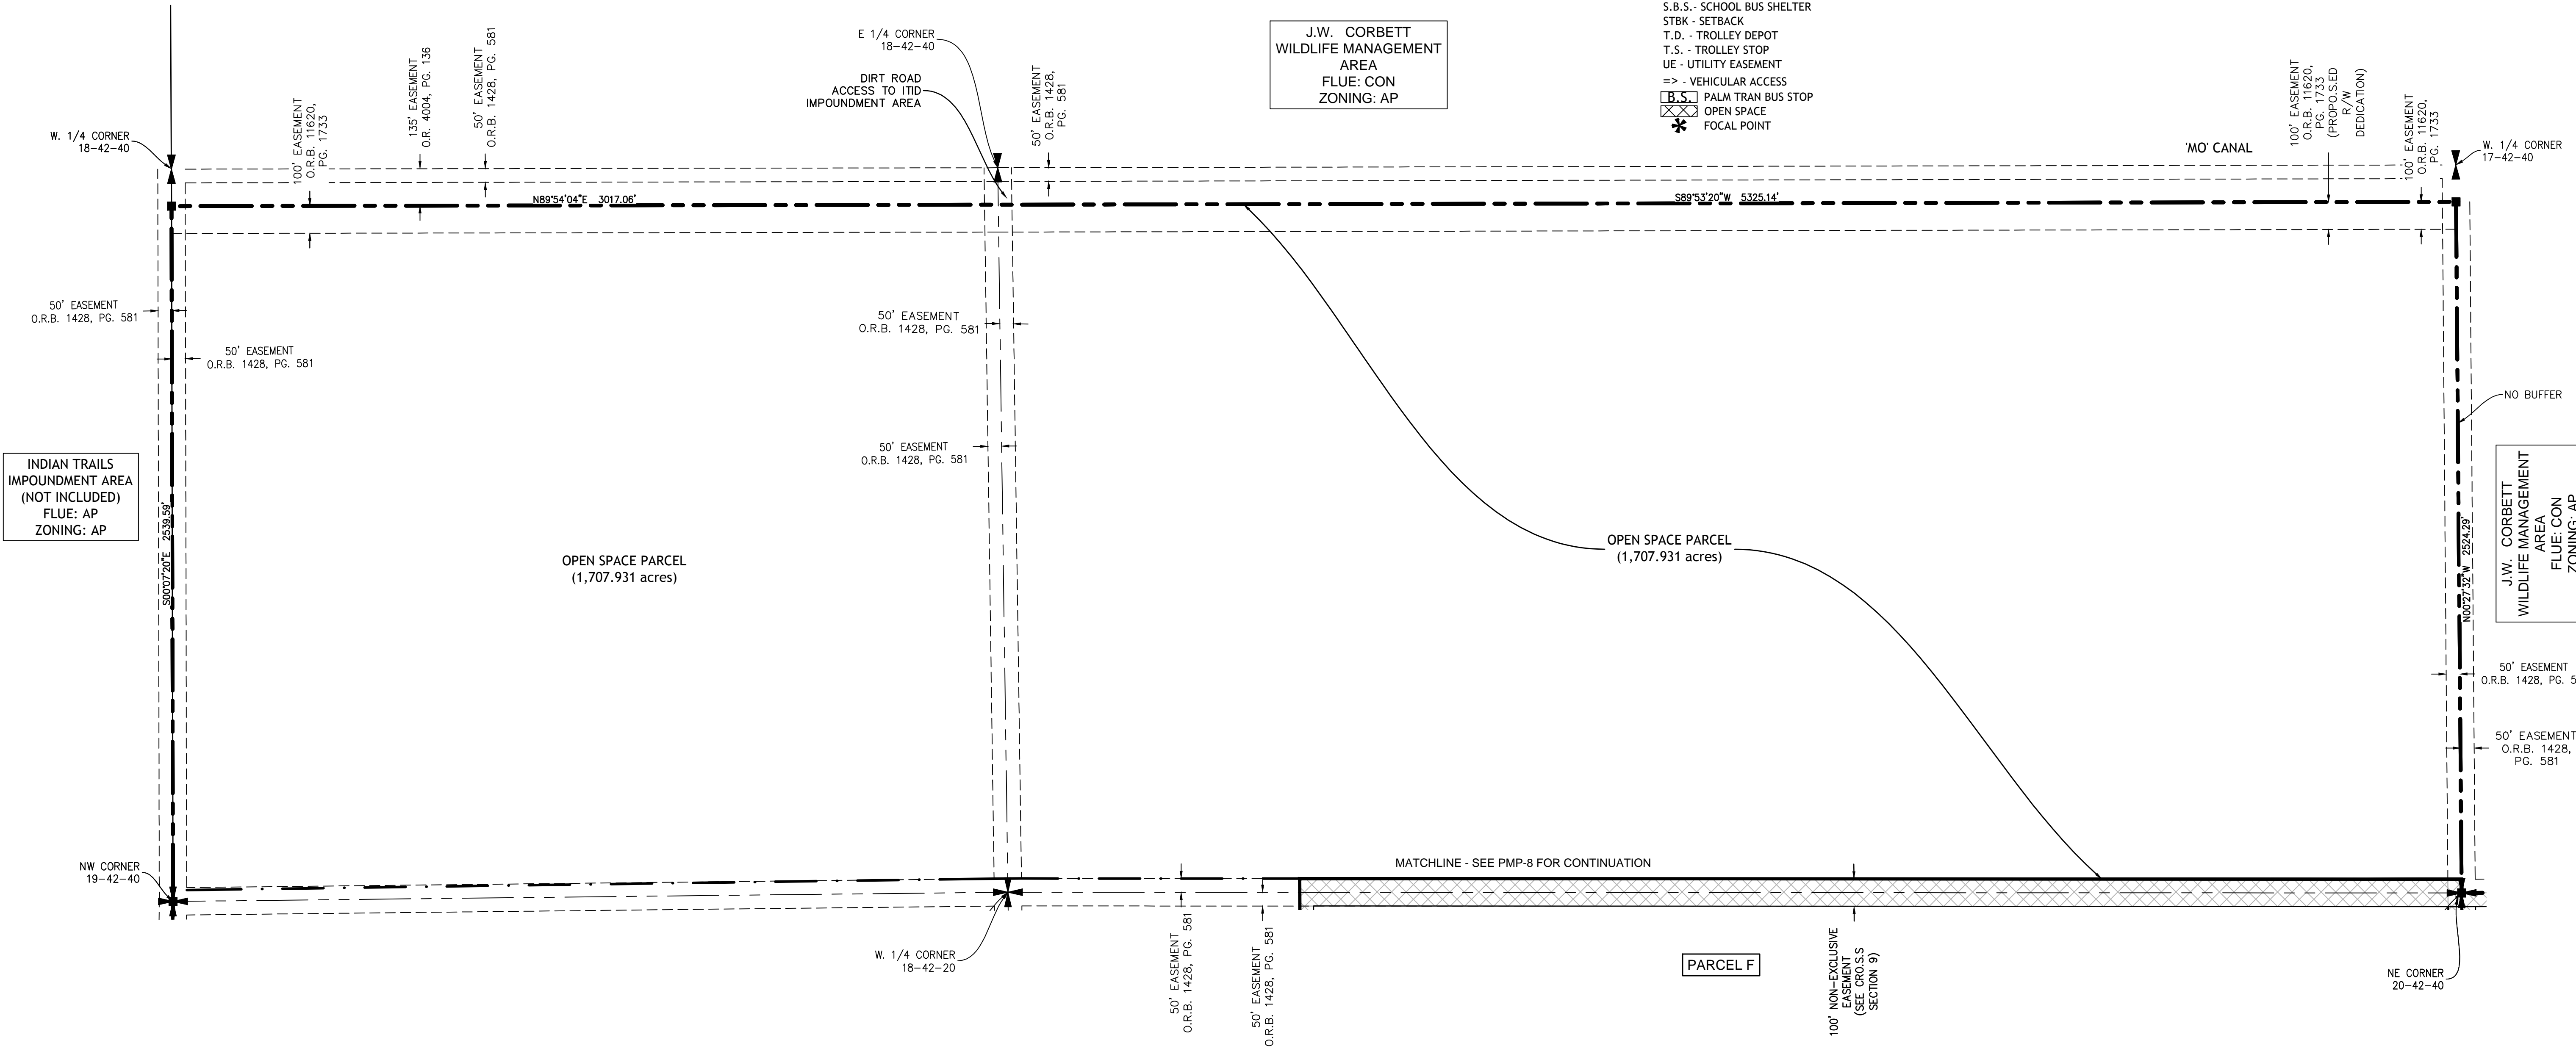 S.B.S.- SCHOOL BUS SHELTER
STBK - SETBACK
T.D. - TROLLEY DEPOT
T.S. - TROLLEY STOP
UE - UTILITY EASEMENT
=> - VEHICULAR ACCESS
B.S. PALM TRAN BUS STOP
OPEN SPACE
FOCAL POINT
J.W. CORBETT
WILDLIFE MANAGEMENT
AREA
FLUE: CON
ZONING: AP
E 1/4 CORNER
18-42-40
DIRT ROAD
ACCESS TO ITID
IMPOUNDMENT AREA
W. 1/4 CORNER
18-42-40
100' EASEMENT
O.R.B. 11620,
PG. 1733
135' EASEMENT
O.R. 4004, PG. 136
50' EASEMENT
O.R.B. 1428, PG. 581
50' EASEMENT
O.R.B. 1428,
PG. 581
'MO' CANAL
100' EASEMENT
O.R.B. 11620,
PG. 1733
(PROPO.S.ED
R/W
DEDICATION)
100' EASEMENT
O.R.B. 11620,
PG. 1733
W. 1/4 CORNER
17-42-40
N89°54'04"E 3017.06'
S89°53'20"W 5325.14'
50' EASEMENT
O.R.B. 1428, PG. 581
50' EASEMENT
O.R.B. 1428, PG. 581
50' EASEMENT
O.R.B. 1428, PG. 581
50' EASEMENT
O.R.B. 1428, PG. 581
NO BUFFER
INDIAN TRAILS
IMPOUNDMENT AREA
(NOT INCLUDED)
FLUE: AP
ZONING: AP
S00°07'20"E 2539.59'
OPEN SPACE PARCEL
(1,707.931 acres)
OPEN SPACE PARCEL
(1,707.931 acres)
N00°27'32"W 2524.29'
J.W. CORBETT
WILDLIFE MANAGEMENT
AREA
FLUE: CON
ZONING: AP
50' EASEMENT
O.R.B. 1428, PG. 5
50' EASEMENT
O.R.B. 1428,
PG. 581
MATCHLINE - SEE PMP-8 FOR CONTINUATION
NW CORNER
19-42-40
W. 1/4 CORNER
18-42-20
50' EASEMENT
O.R.B. 1428, PG. 581
50' EASEMENT
O.R.B. 1428, PG. 581
PARCEL F
100' NON-EXCLUSIVE
EASEMENT
(SEE CRO.S.S
SECTION 9)
NE CORNER
20-42-40